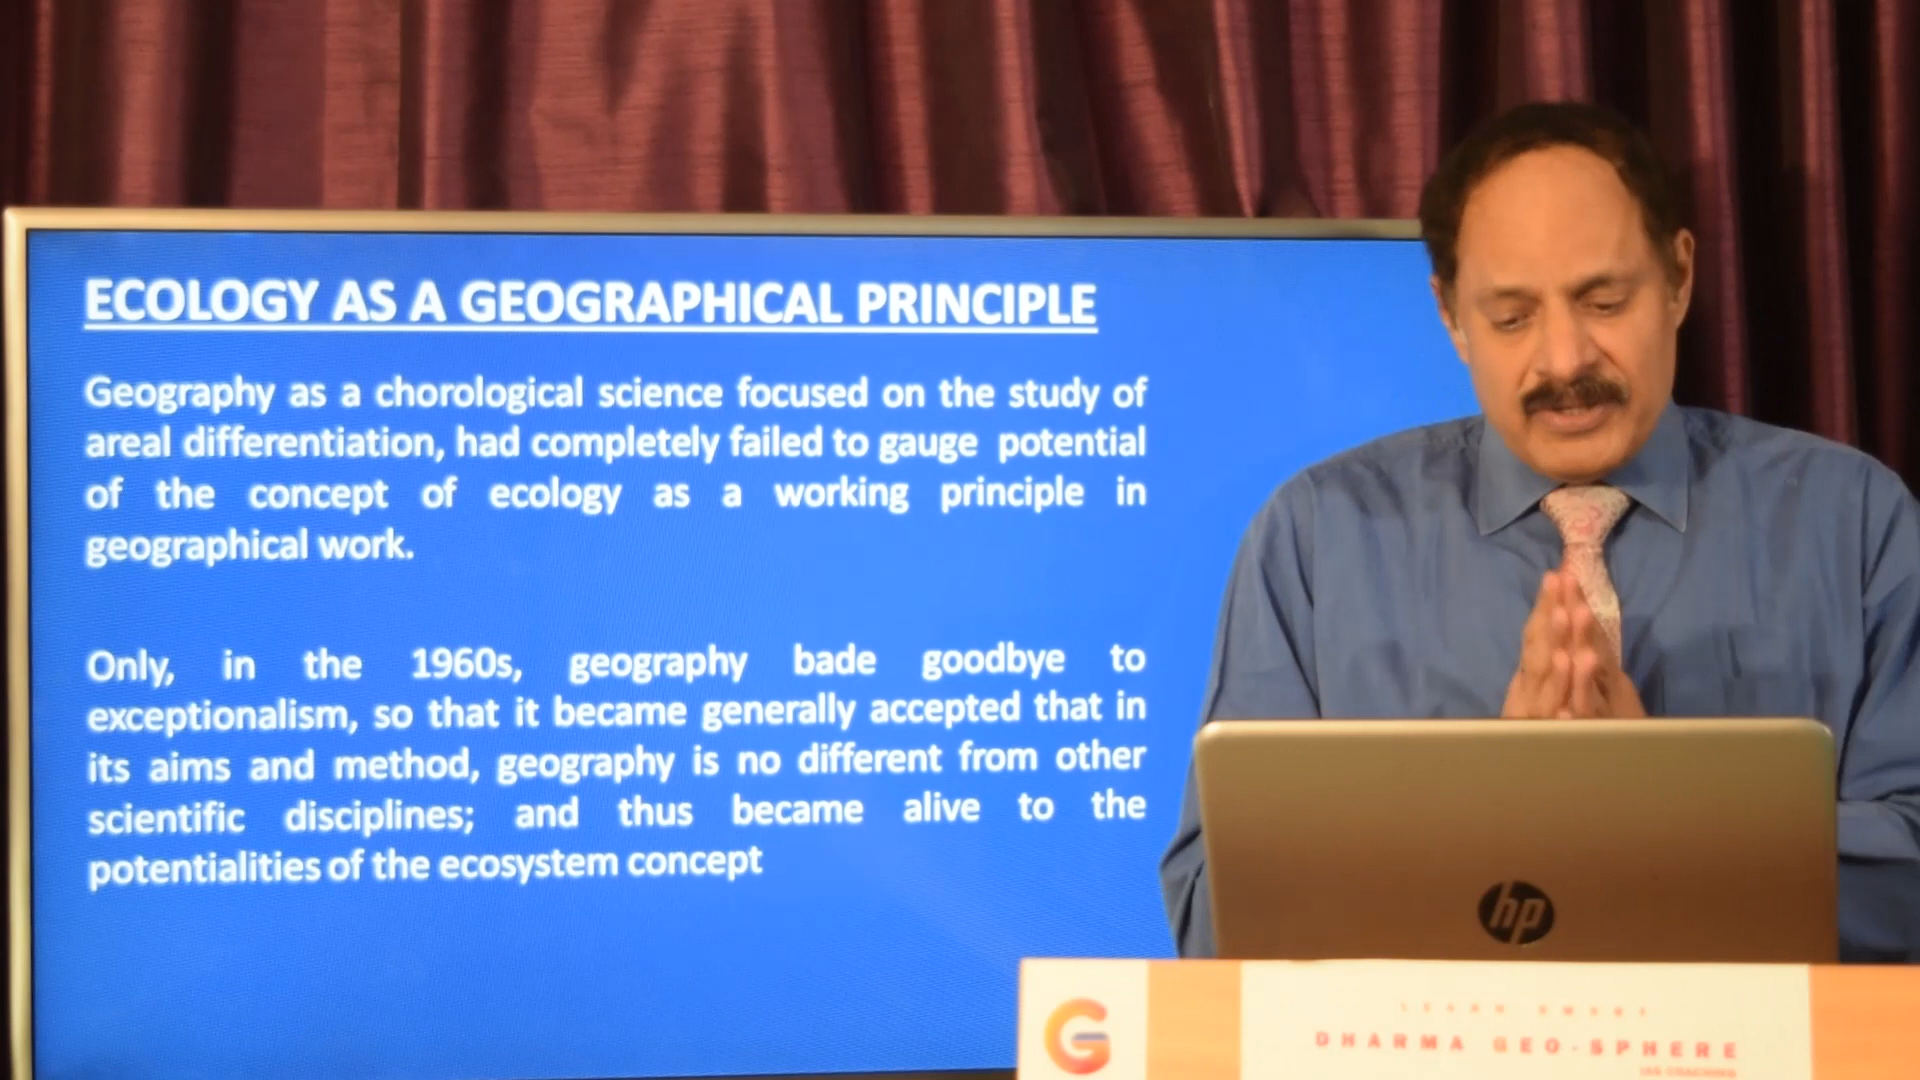 ECOLOGY AS A GEOGRAPHICAL PRINCIPLE
Geography as a chorological science focused on the study of
areal differentiation, had completely failed to gauge potential
of the concept of ecology as a working principle in
geographical work.
Only, in the 1960s, geography bade goodbye to
exceptionalism, so that it became generally accepted that in
its aims and method, geography is no different from other
scientific disciplines; and thus became alive to the
potentialities of the ecosystem concept
hp
G
DHARMA GEO-SPHERE